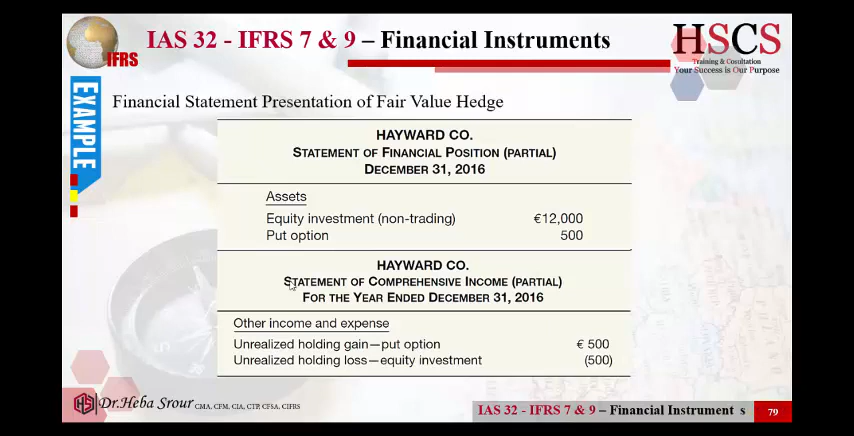 IFRS
IAS 32 - IFRS 7 & 9 – Financial Instruments
HSCS
Training & Cosultation
Your Success is Our Purpose
EXAMPLE
Financial Statement Presentation of Fair Value Hedge
HAYWARD CO.
STATEMENT OF FINANCIAL POSITION (PARTIAL)
DECEMBER 31, 2016
Assets
Equity investment (non-trading) €12,000
Put option 500
HAYWARD CO.
STATEMENT OF COMPREHENSIVE INCOME (PARTIAL)
FOR THE YEAR ENDED DECEMBER 31, 2016
Other income and expense
Unrealized holding gain—put option € 500
Unrealized holding loss—equity investment (500)
Dr.Heba Srour CMA, CFM, CIA, CTP, CFSA, CIFRS
IAS 32 - IFRS 7 & 9 – Financial Instrument s 79